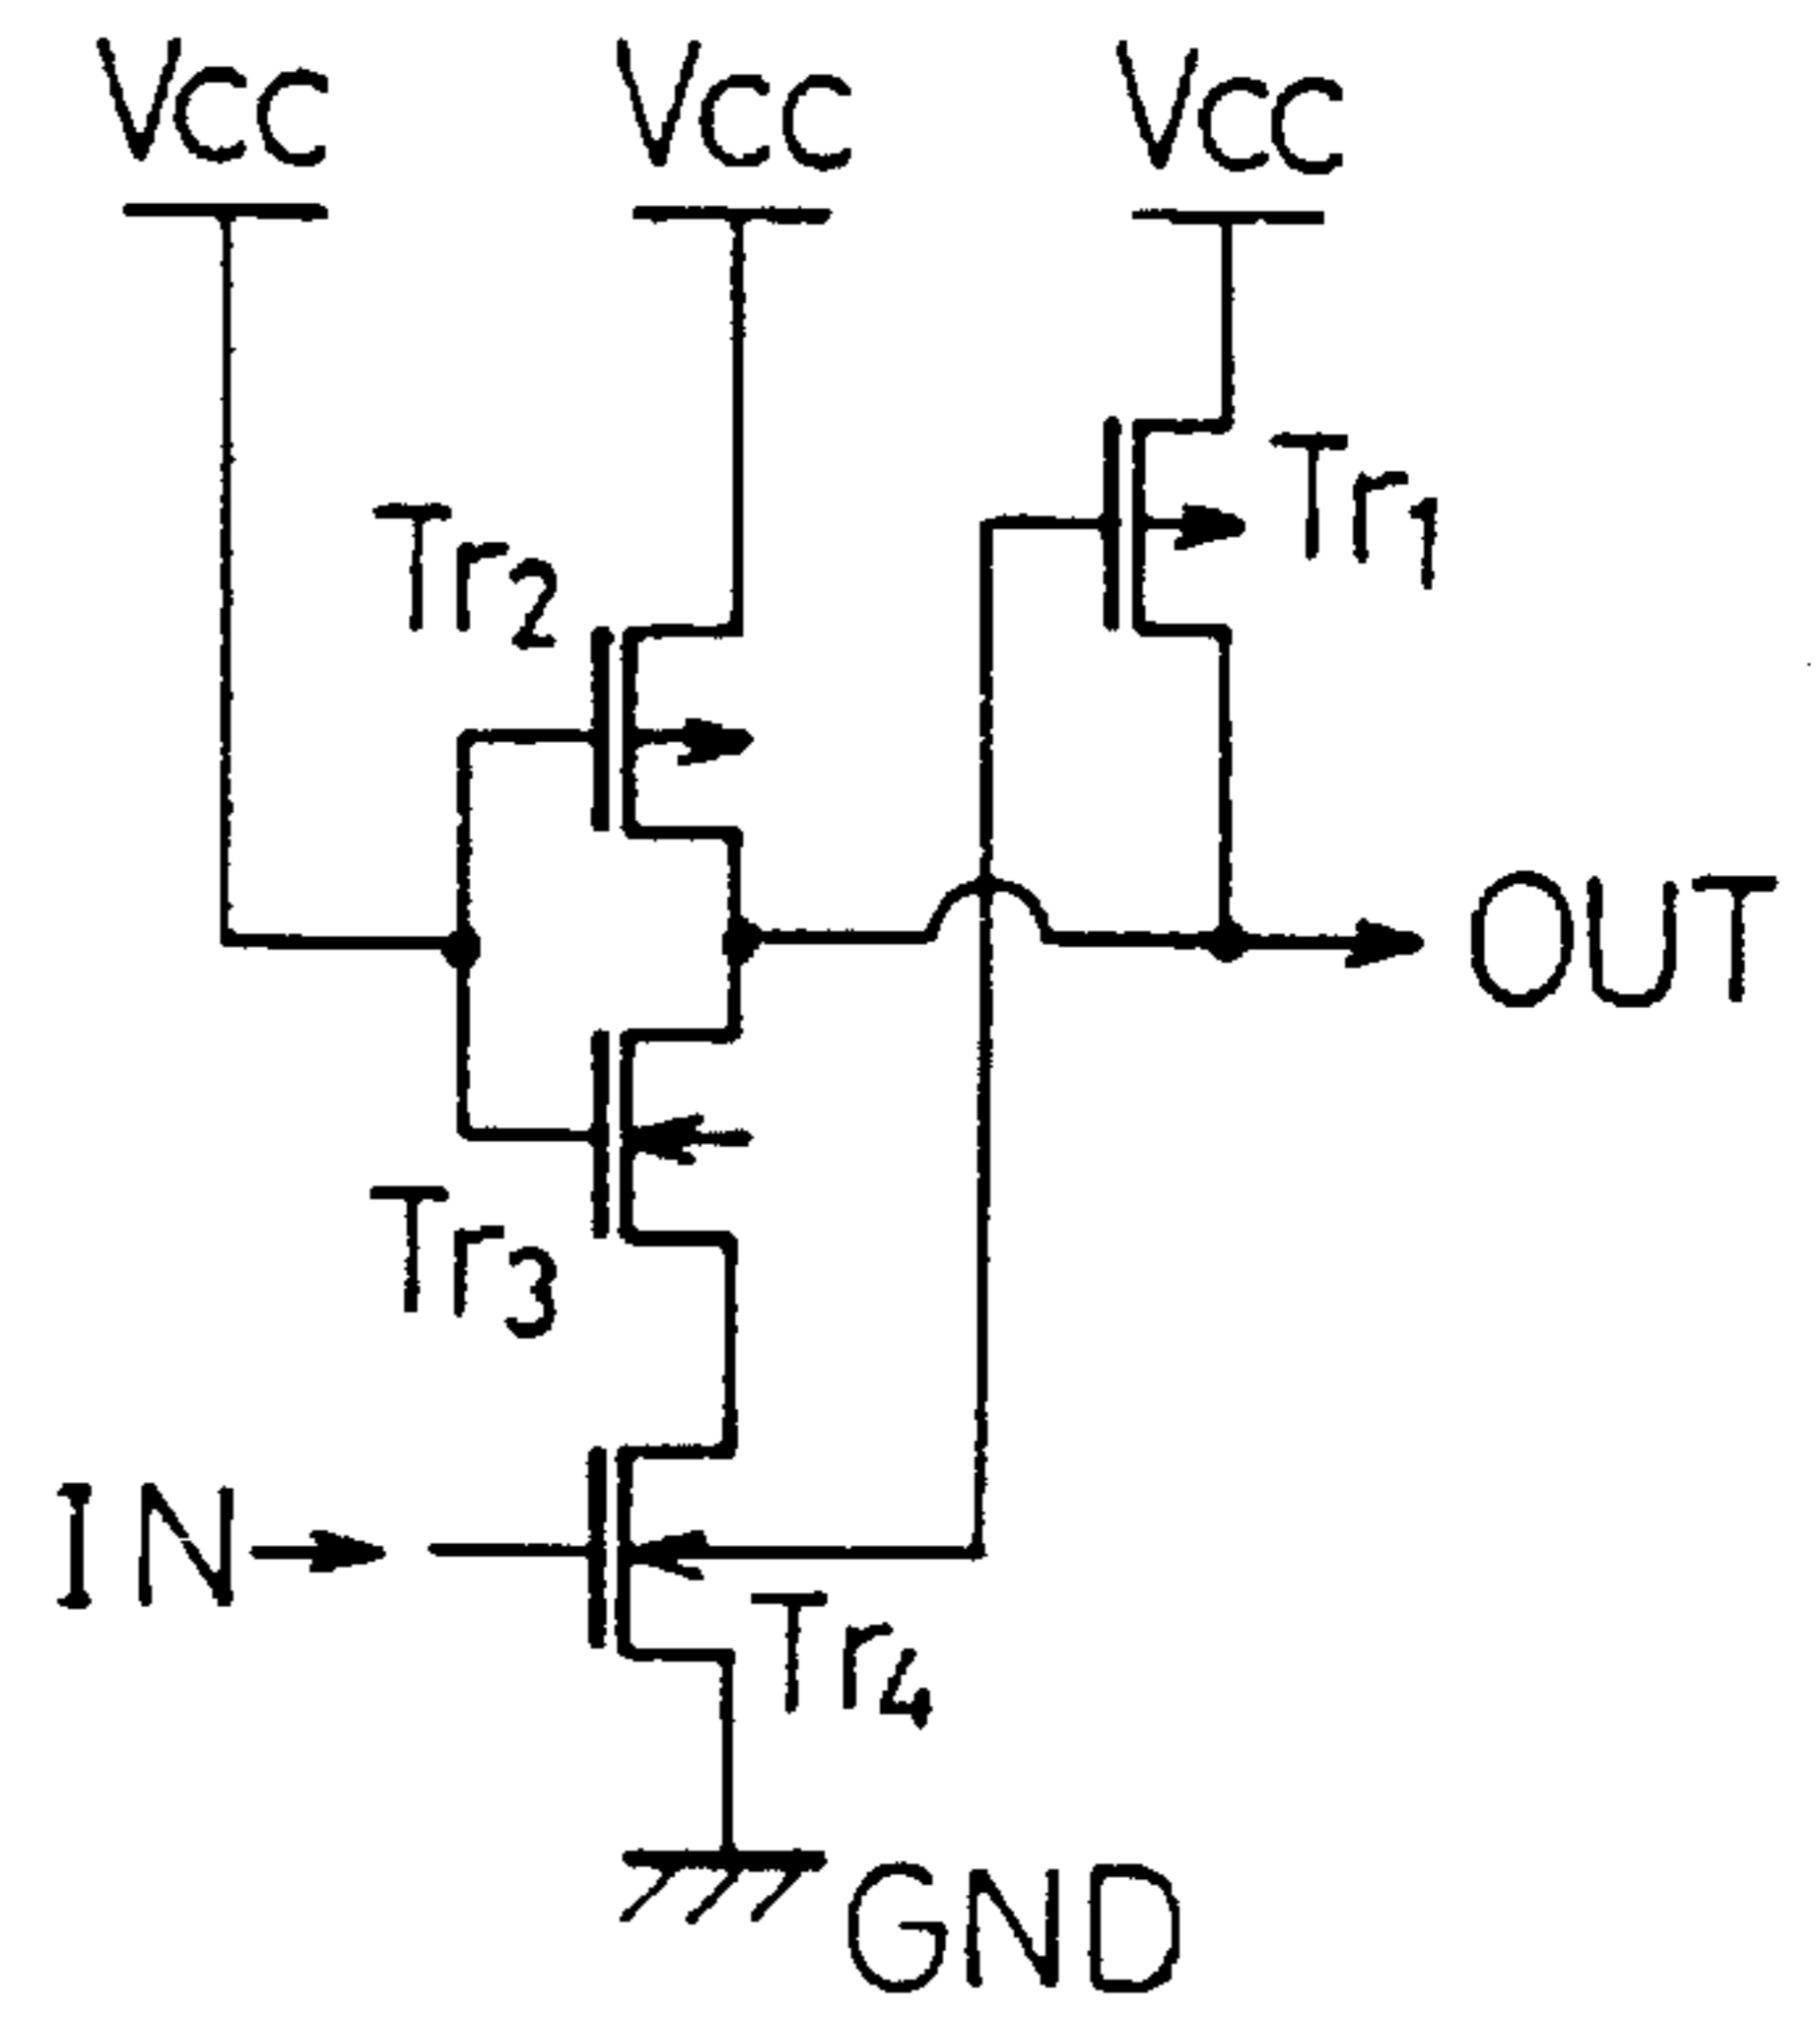 Vcc Vcc Vcc
Tr1
Tr2
OUT
Tr3
IN
Tr4
GND